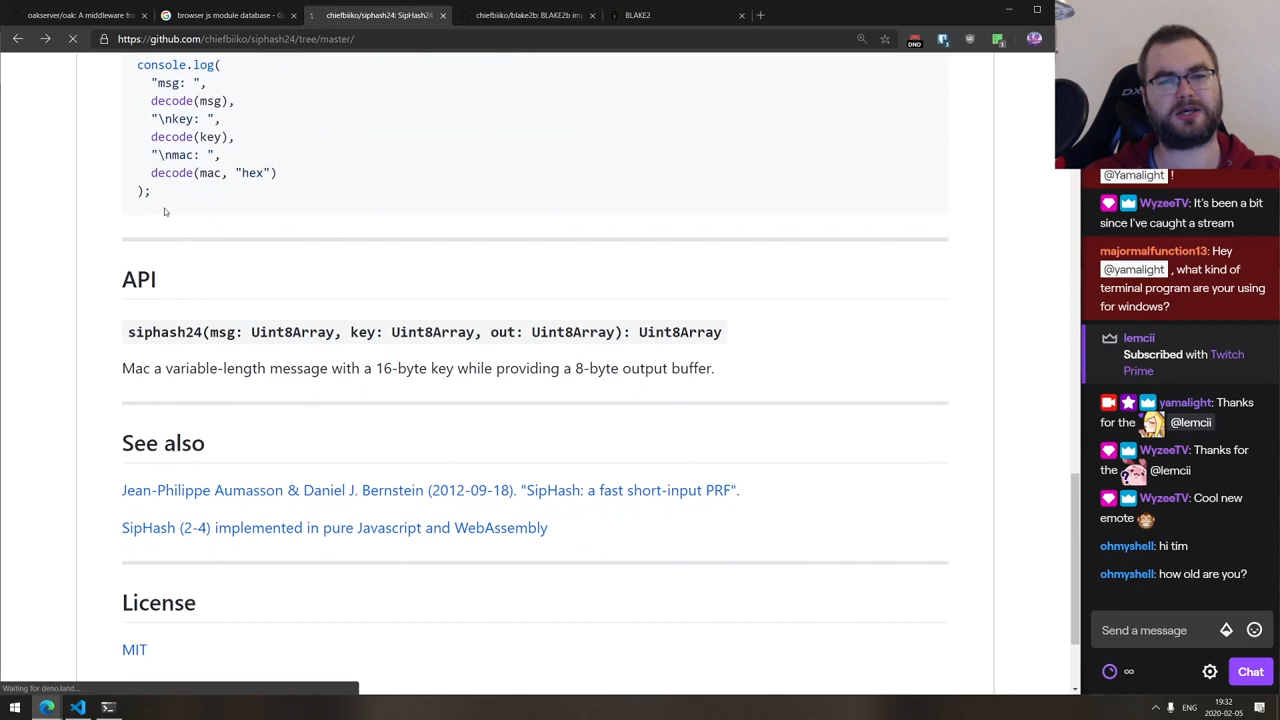 oakserver/oak: A middleware fra
browser js module database - G
chiefbiiko/siphash24: SipHash24
chiefbiiko/blake2b: BLAKE2b im
BLAKE2
https://github.com/chiefbiiko/siphash24/tree/master/
DND
1
console.log(
"msg: ",
decode(msg),
"\nkey: ",
decode(key),
"\nmac: ",
decode(mac, "hex")
);
API
siphash24(msg: Uint8Array, key: Uint8Array, out: Uint8Array): Uint8Array
Mac a variable-length message with a 16-byte key while providing a 8-byte output buffer.
See also
Jean-Philippe Aumasson & Daniel J. Bernstein (2012-09-18). "SipHash: a fast short-input PRF".
SipHash (2-4) implemented in pure Javascript and WebAssembly
License
MIT
Waiting for deno.land...
DX
@Yamalight !
WyzeeTV: It's been a bit
since I've caught a stream
majormalfunction13: Hey
@yamalight , what kind of
terminal program are your using
for windows?
lemcii
Subscribed with Twitch
Prime
yamalight: Thanks
for the @lemcii
WyzeeTV: Thanks for
the @lemcii
WyzeeTV: Cool new
emote
ohmyshell: hi tim
ohmyshell: how old are you?
Send a message
∞
Chat
ENG
19:32
2020-02-05